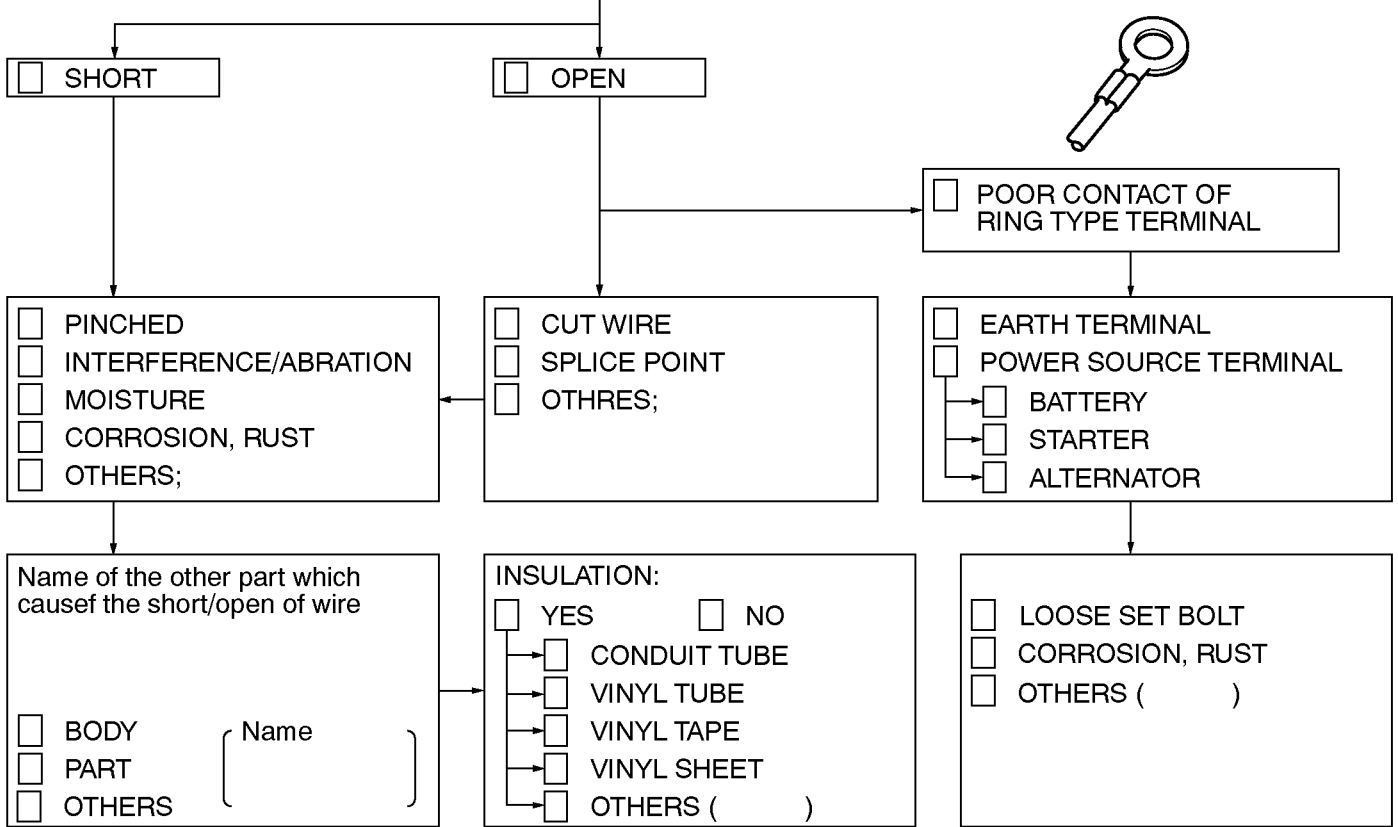 SHORT
OPEN
POOR CONTACT OF
RING TYPE TERMINAL
PINCHED
INTERFERENCE/ABRATION
MOISTURE
CORROSION, RUST
OTHERS;
CUT WIRE
SPLICE POINT
OTHRES;
EARTH TERMINAL
POWER SOURCE TERMINAL
BATTERY
STARTER
ALTERNATOR
Name of the other part which
causef the short/open of wire
BODY
PART
OTHERS
Name
INSULATION:
YES NO
CONDUIT TUBE
VINYL TUBE
VINYL TAPE
VINYL SHEET
OTHERS ( )
LOOSE SET BOLT
CORROSION, RUST
OTHERS ( )